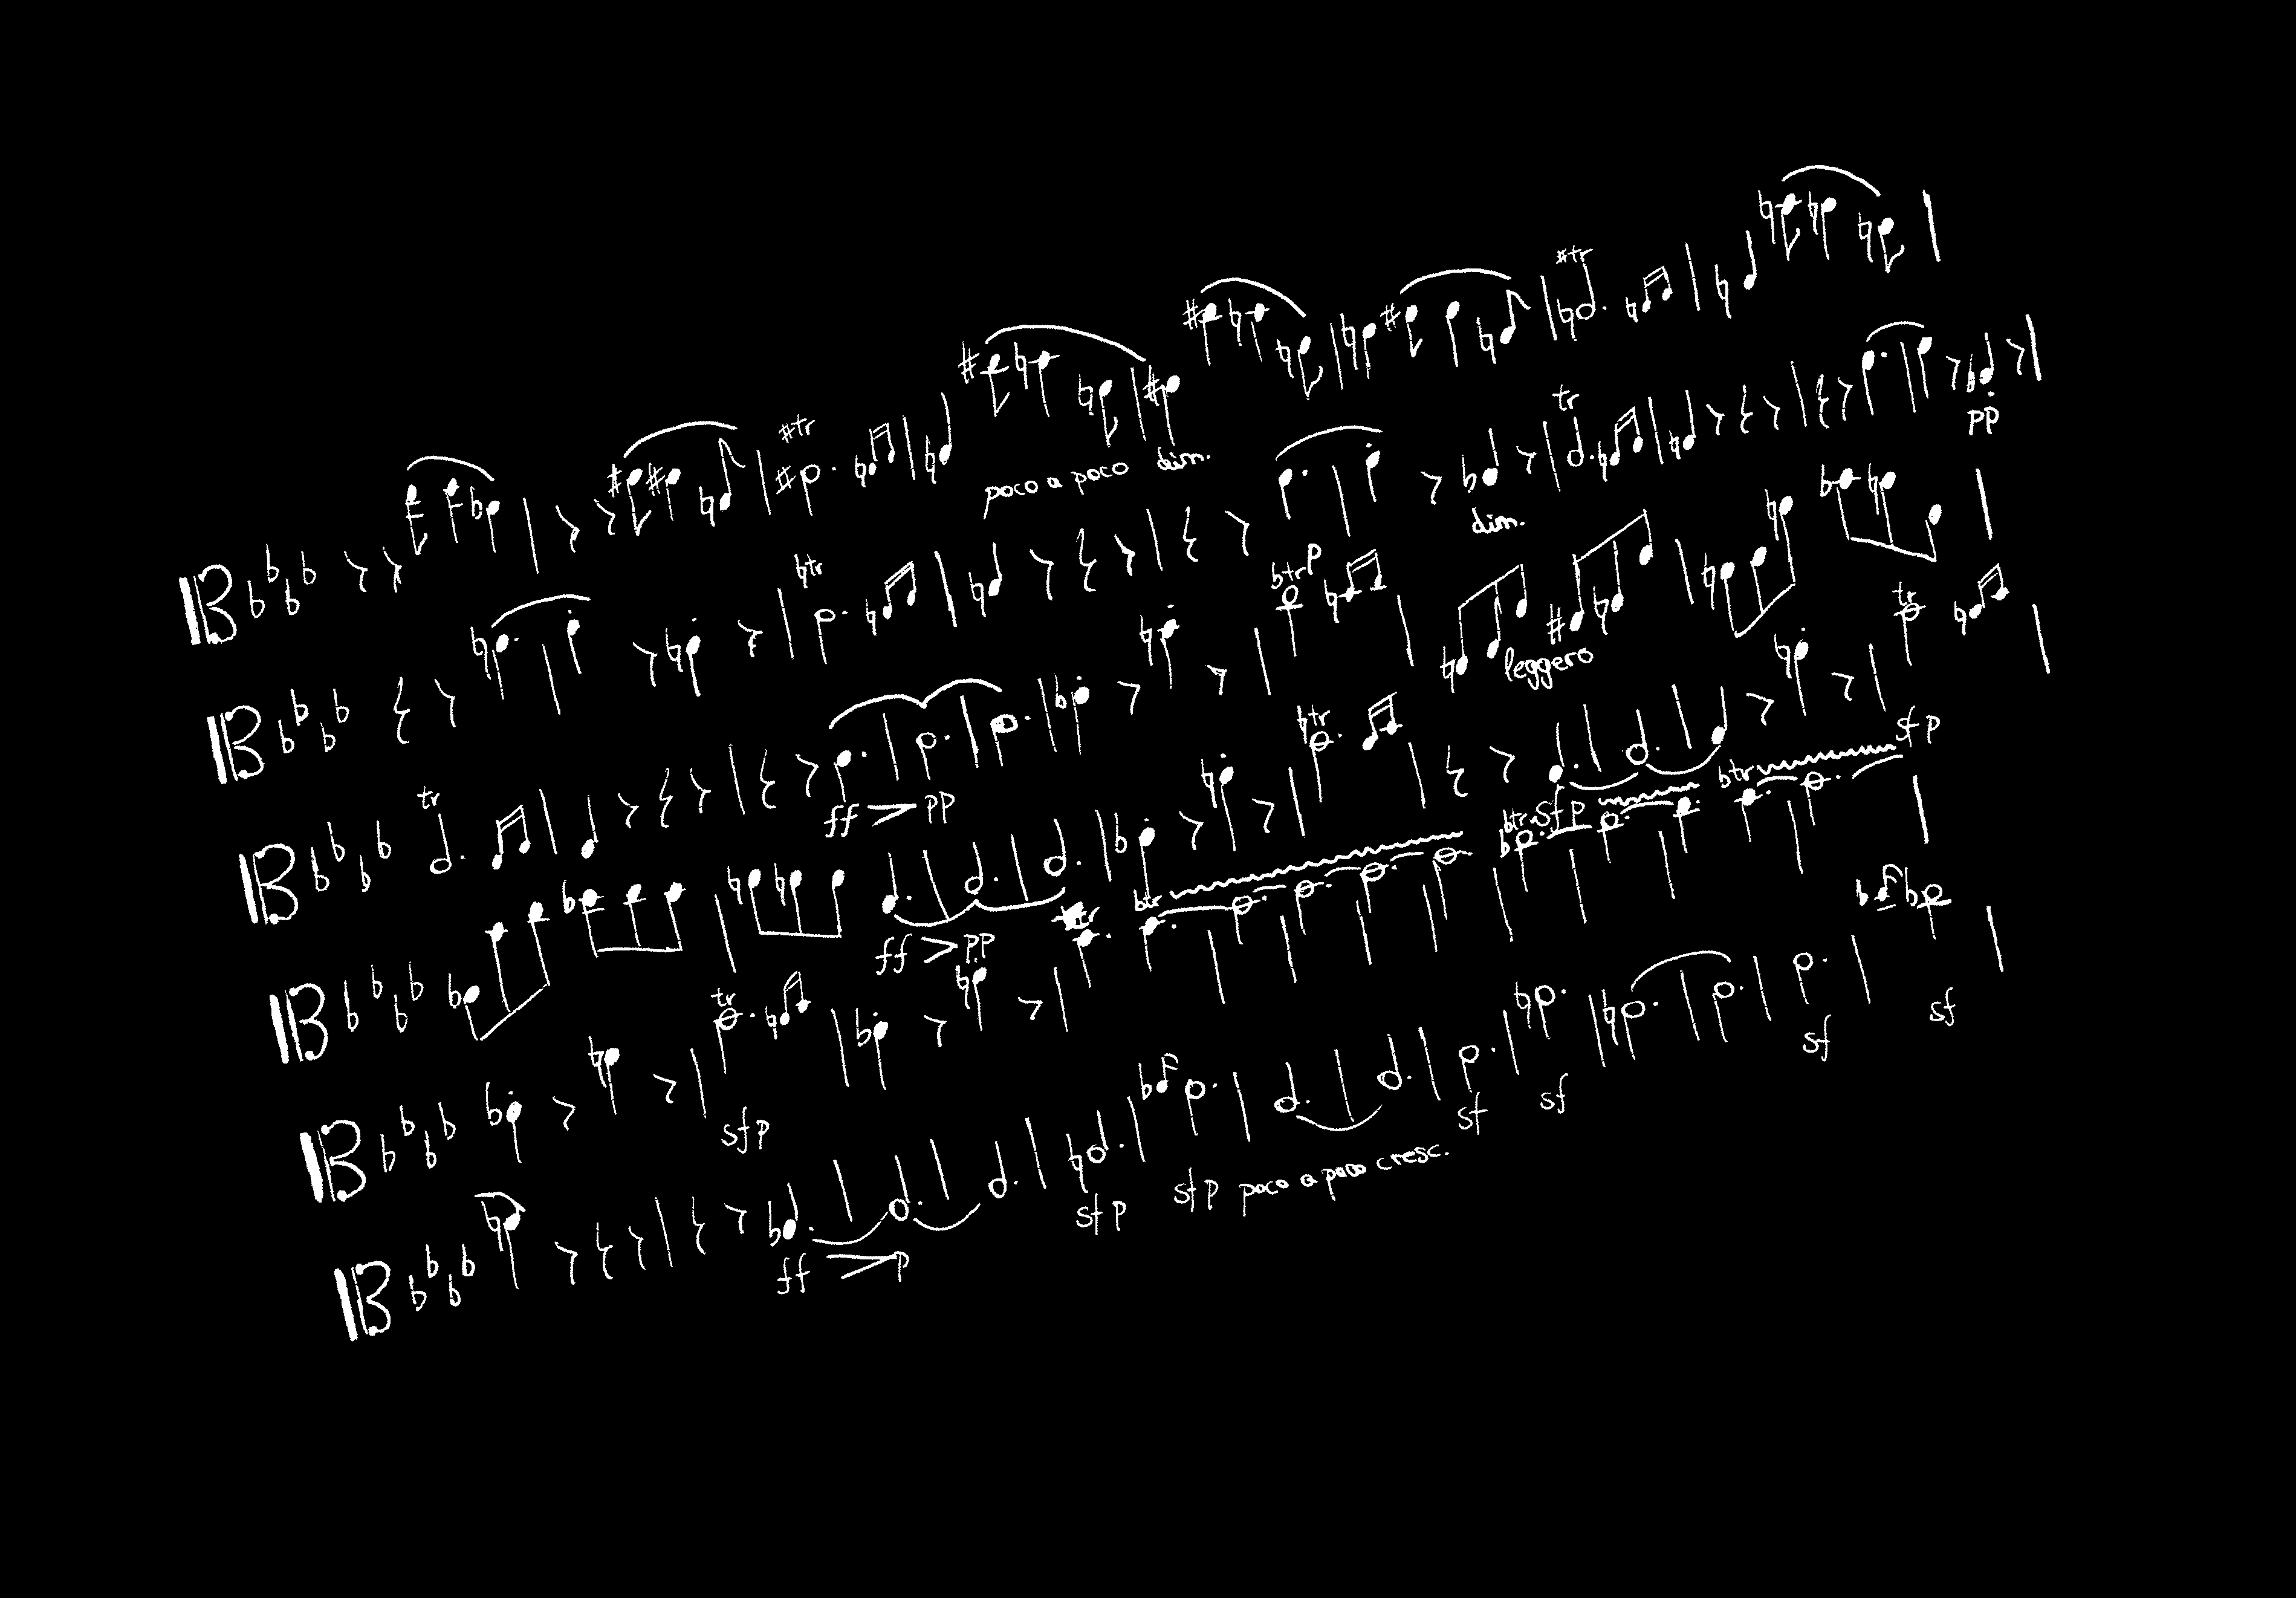 tr
tr
poco a poco dim.
tr
tr
dim.
tr
pp
tr
ff pp
tr p
leggero
ff pp
tr
sfp
tr
sfp
tr
sfp
tr
tr
tr
tr
ff p
sfp
sfp poco a poco cresc.
sf
sf
sf
sf